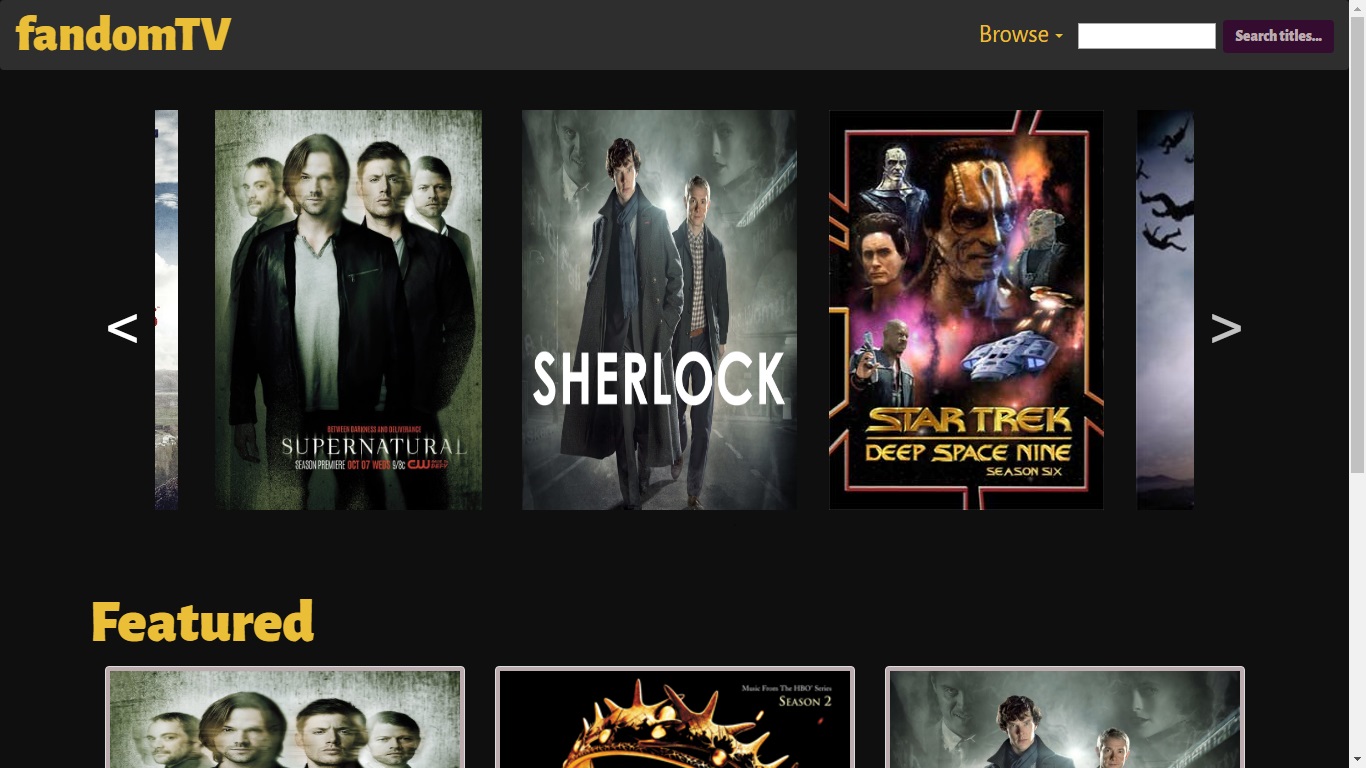 fandomTV
Browse
Search titles...
<
>
BETWEEN DARKNESS AND DELIVERANCE
SUPERNATURAL
SEASON PREMIERE OCT 07 WEDS 9/8c CW
SHERLOCK
STAR TREK
DEEP SPACE NINE
SEASON SIX
Featured
Music From The HBO® Series
SEASON 2